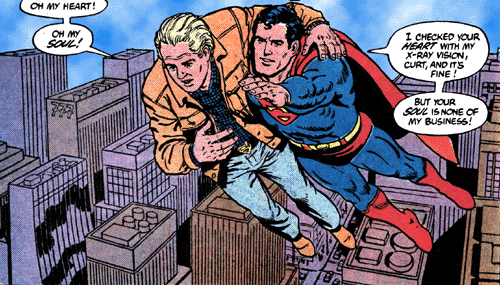 OH MY HEART!
OH MY
SOUL!
I CHECKED YOUR
HEART WITH MY
X-RAY VISION,
CURT, AND IT'S
FINE!
BUT YOUR
SOUL IS NONE OF
MY BUSINESS!